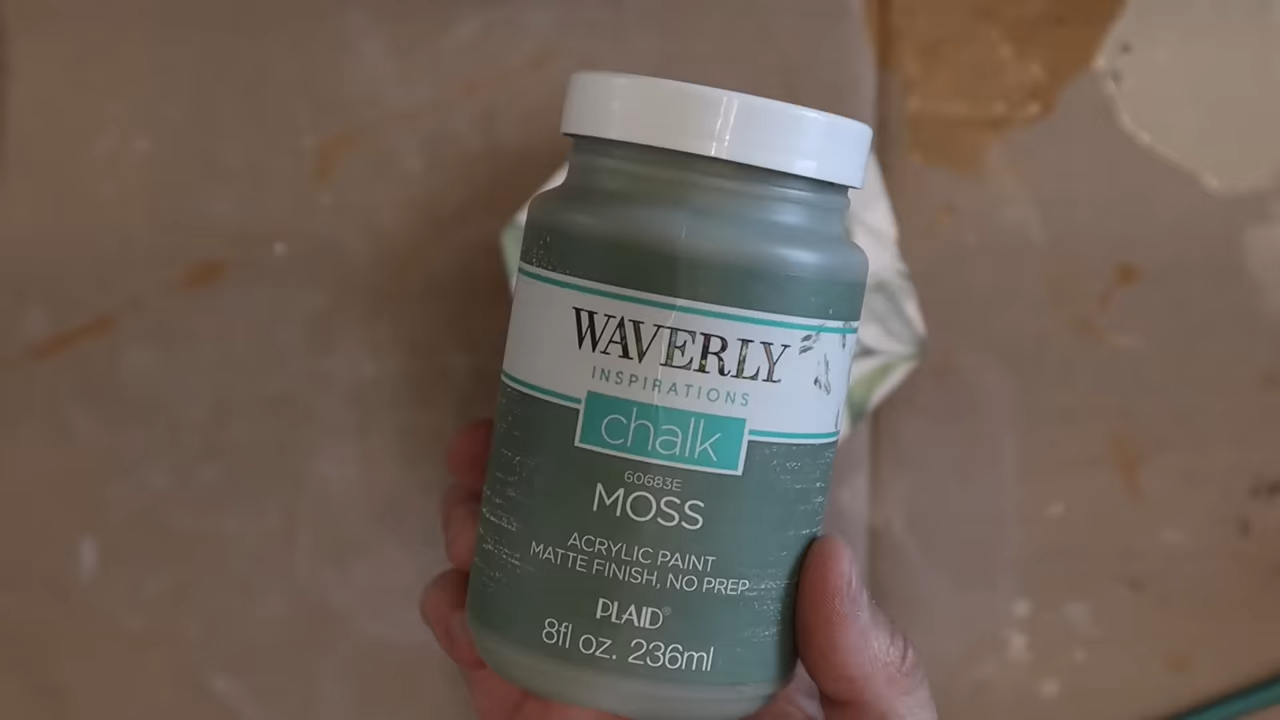 WAVERLY
INSPIRATIONS
chalk
60683E
MOSS
ACRYLIC PAINT
MATTE FINISH, NO PREP
PLAID®
8fl oz. 236ml